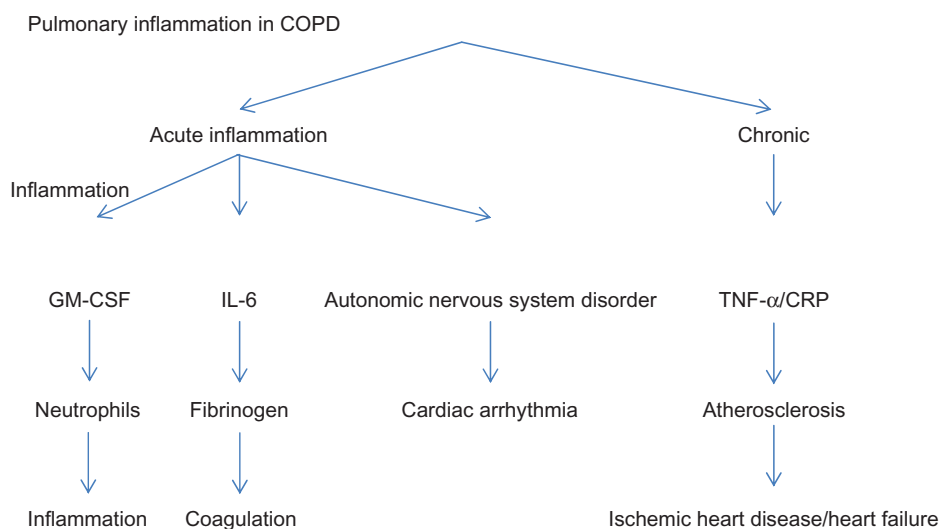 Pulmonary inflammation in COPD
Acute inflammation
Chronic
Inflammation
GM-CSF
IL-6
Autonomic nervous system disorder
TNF-α/CRP
Neutrophils
Fibrinogen
Cardiac arrhythmia
Atherosclerosis
Inflammation
Coagulation
Ischemic heart disease/heart failure